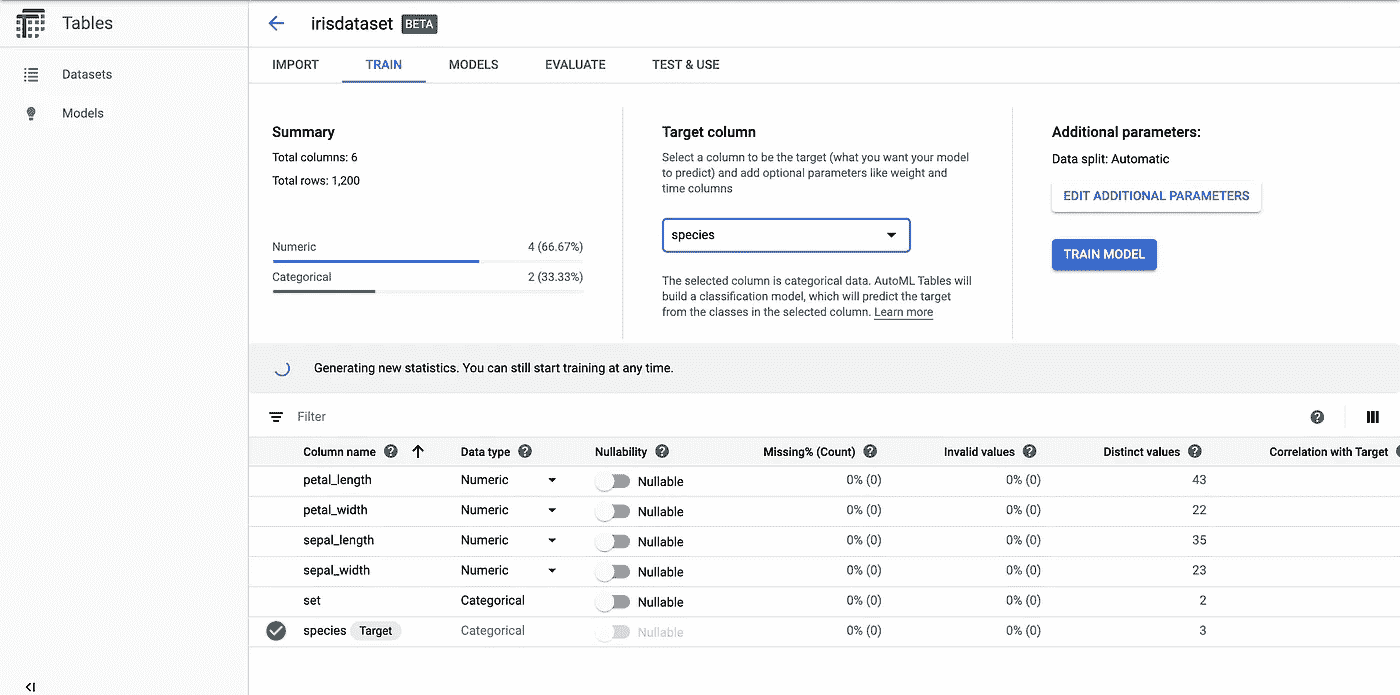 Tables
irisdataset BETA
Datasets
Models
IMPORT TRAIN MODELS EVALUATE TEST & USE
Summary
Total columns: 6
Total rows: 1,200
Numeric 4 (66.67%)
Categorical 2 (33.33%)
Target column
Select a column to be the target (what you want your model
to predict) and add optional parameters like weight and
time columns
species
The selected column is categorical data. AutoML Tables will
build a classification model, which will predict the target
from the classes in the selected column. Learn more
Additional parameters:
Data split: Automatic
EDIT ADDITIONAL PARAMETERS
TRAIN MODEL
Generating new statistics. You can still start training at any time.
Filter
Column name Data type Nullability Missing% (Count) Invalid values Distinct values Correlation with Target
petal_length Numeric Nullable 0% (0) 0% (0) 43
petal_width Numeric Nullable 0% (0) 0% (0) 22
sepal_length Numeric Nullable 0% (0) 0% (0) 35
sepal_width Numeric Nullable 0% (0) 0% (0) 23
set Categorical Nullable 0% (0) 0% (0) 2
species Target Categorical Nullable 0% (0) 0% (0) 3